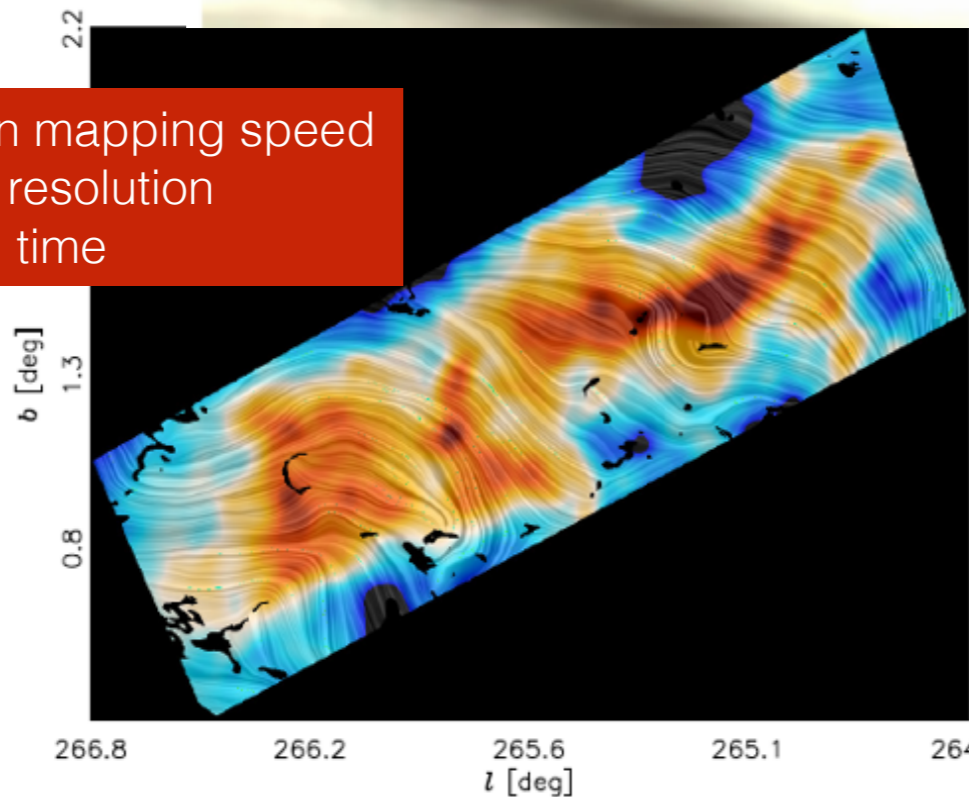 2.2
mapping speed
resolution
time
b [deg]
1.3
0.8
266.8
266.2
265.6
265.1
l [deg]